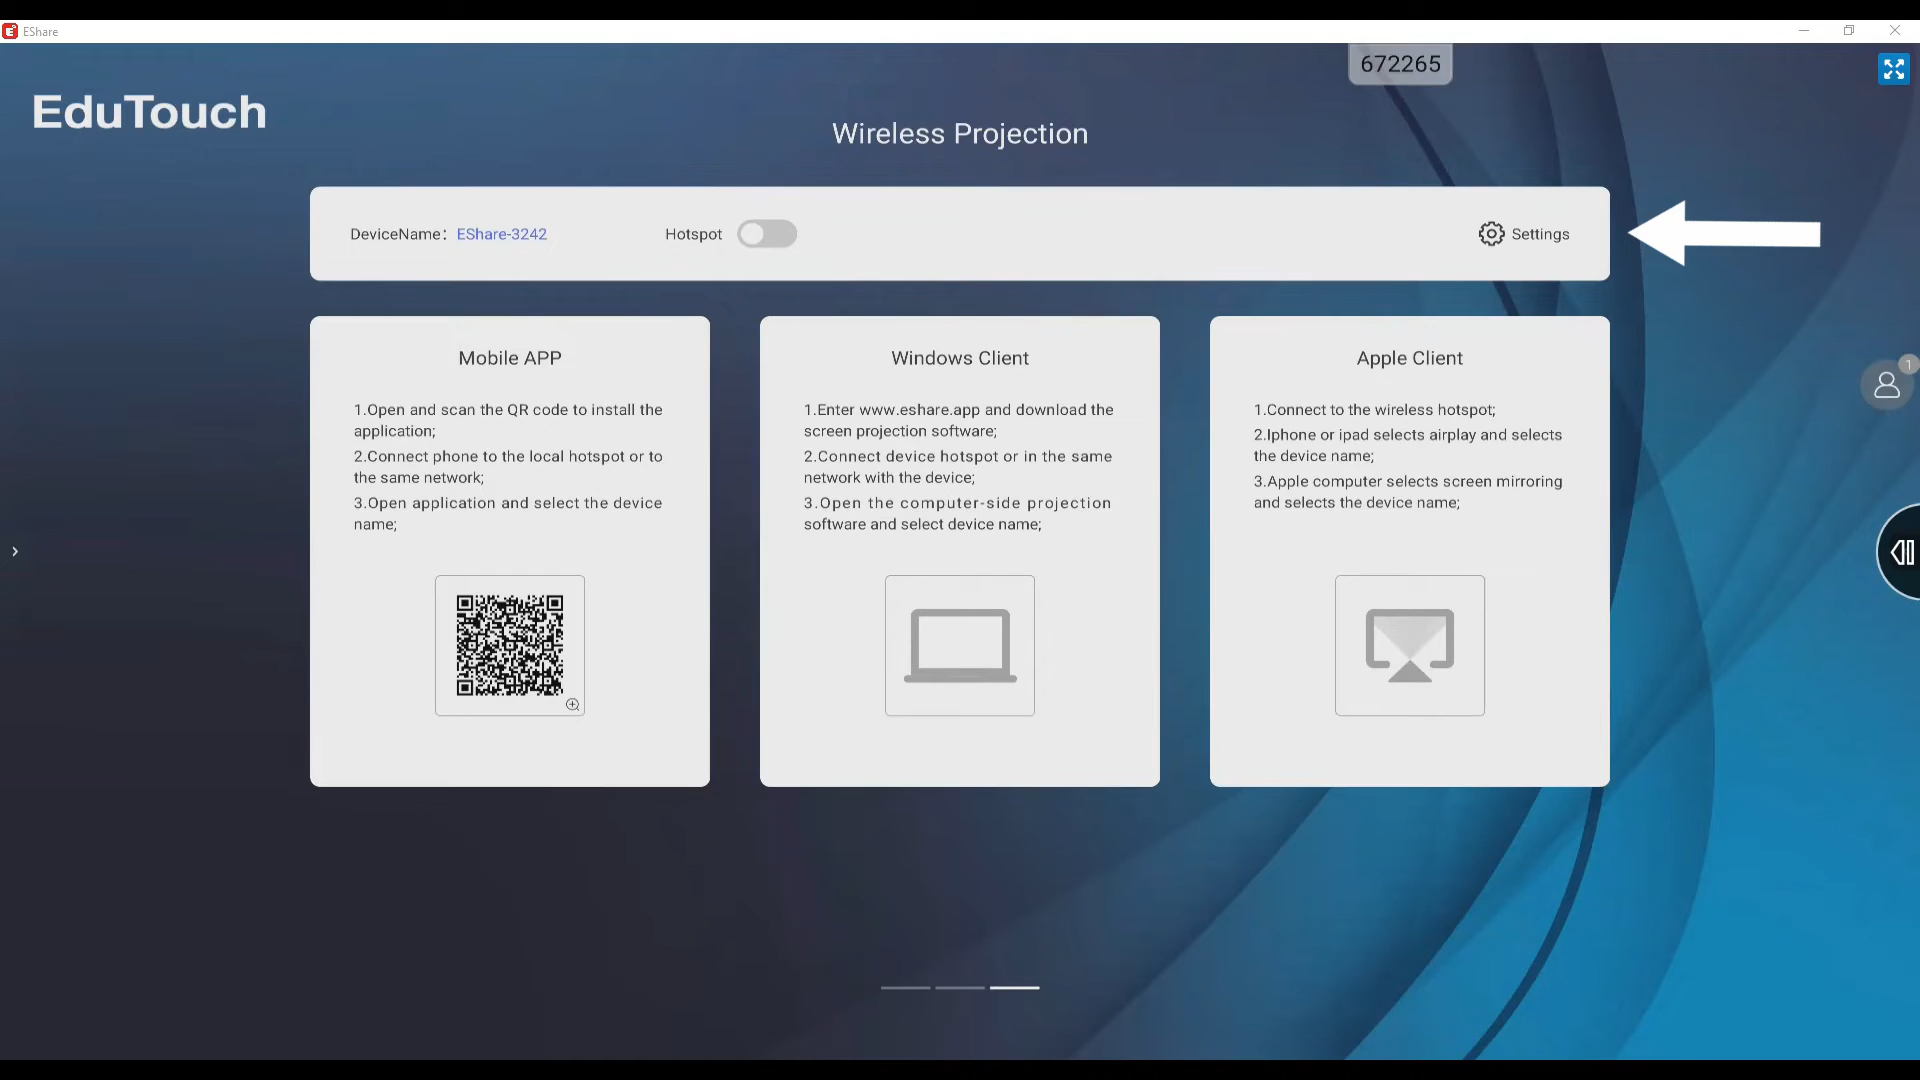 EShare
672265
EduTouch
Wireless Projection
DeviceName: EShare-3242
Hotspot
Settings
Mobile APP
1.Open and scan the QR code to install the
application;
2.Connect phone to the local hotspot or to
the same network;
3.Open application and select the device
name;
Windows Client
1.Enter www.eshare.app and download the
screen projection software;
2.Connect device hotspot or in the same
network with the device;
3.Open the computer-side projection
software and select device name;
Apple Client
1.Connect to the wireless hotspot;
2.Iphone or ipad selects airplay and selects
the device name;
3.Apple computer selects screen mirroring
and selects the device name;
1